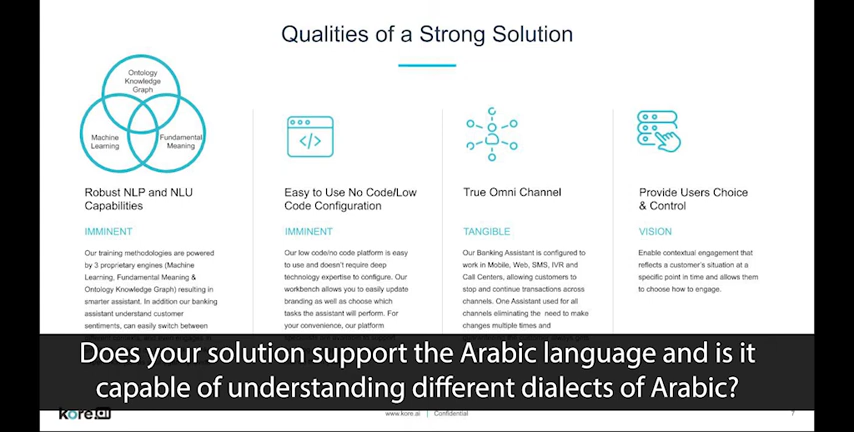 Qualities of a Strong Solution
Ontology
Knowledge
Graph
Machine
Learning
Fundamental
Meaning
Robust NLP and NLU
Capabilities
IMMINENT
Our training methodologies are powered
by 3 proprietary engines (Machine
Learning, Fundamental Meaning &
Ontology Knowledge Graph) resulting in
smarter assistant. In addition our banking
assistant understand customer
sentiments, can easily switch between
Easy to Use No Code/Low
Code Configuration
IMMINENT
Our low code/no code platform is easy
to use and doesn't require deep
technology expertise to configure. Our
workbench allows you to easily update
branding as well as choose which
tasks the assistant will perform. For
your convenience, our platform
True Omni Channel
TANGIBLE
Our Banking Assistant is configured to
work in Mobile, Web, SMS, IVR and
Call Centers, allowing customers to
stop and continue transactions across
channels. One Assistant used for all
channels eliminating the need to make
changes multiple times and
Provide Users Choice
& Control
VISION
Enable contextual engagement that
reflects a customer's situation at a
specific point in time and allows them
to choose how to engage.
Does your solution support the Arabic language and is it
capable of understanding different dialects of Arabic?
kore.ai
www.kore.ai | Confidential
7